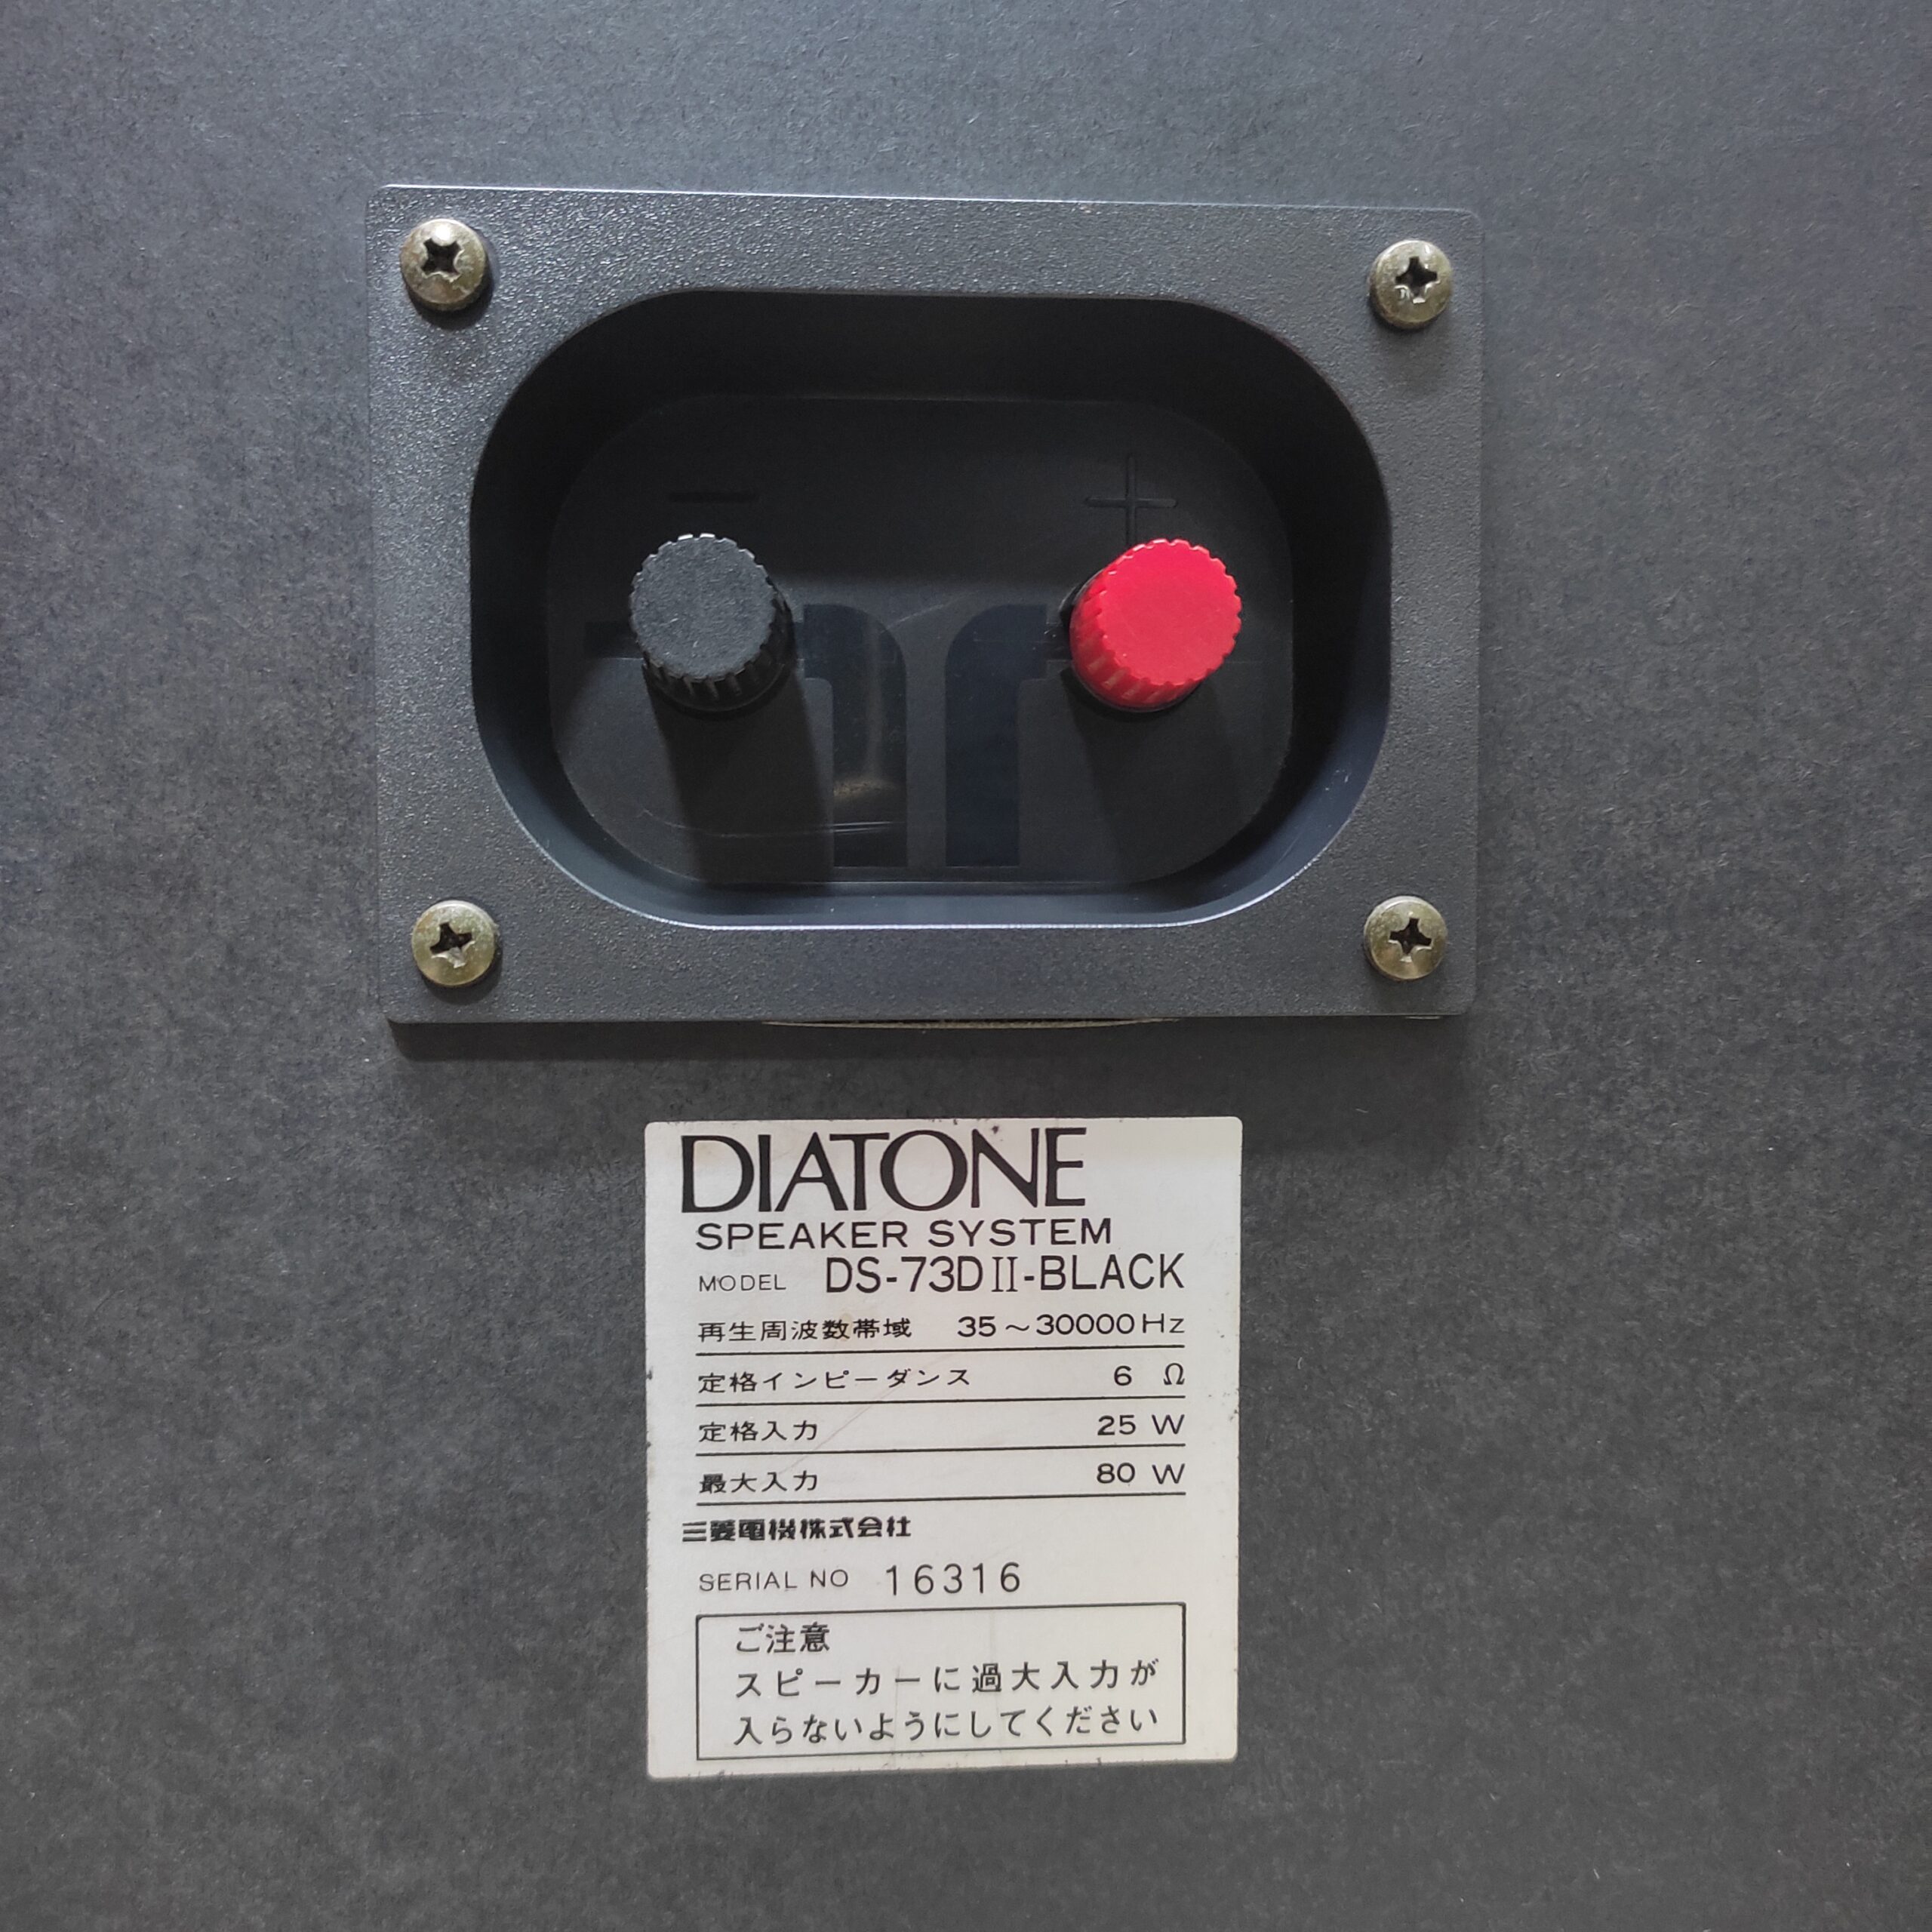 − +
DIATONE
SPEAKER SYSTEM
MODEL DS-73DII-BLACK
再生周波数帯域 35～30000Hz
定格インピーダンス 6 Ω
定格入力 25 W
最大入力 80 W
三菱電機株式会社
SERIAL NO 16316
ご注意
スピーカーに過大入力が
入らないようにしてください